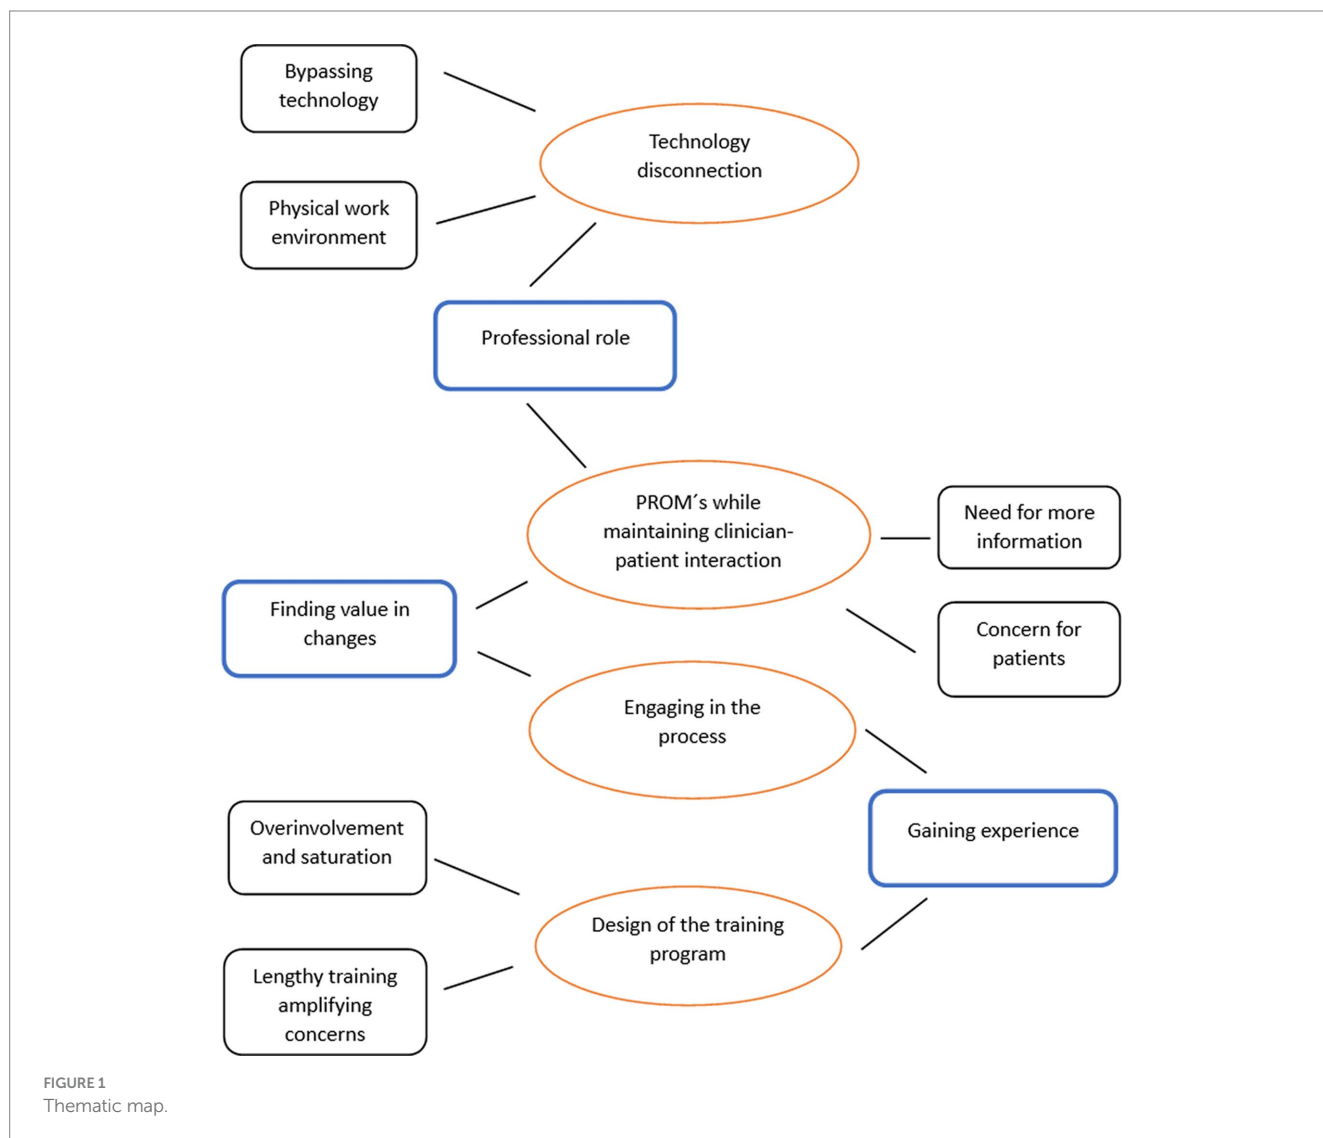 Bypassing
technology
Technology
disconnection
Physical work
environment
Professional role
PROM´s while
maintaining clinician-
patient interaction
Need for more
information
Finding value in
changes
Concern for
patients
Engaging in the
process
Overinvolvement
and saturation
Gaining experience
Design of the training
program
Lengthy training
amplifying
concerns
FIGURE 1
Thematic map.